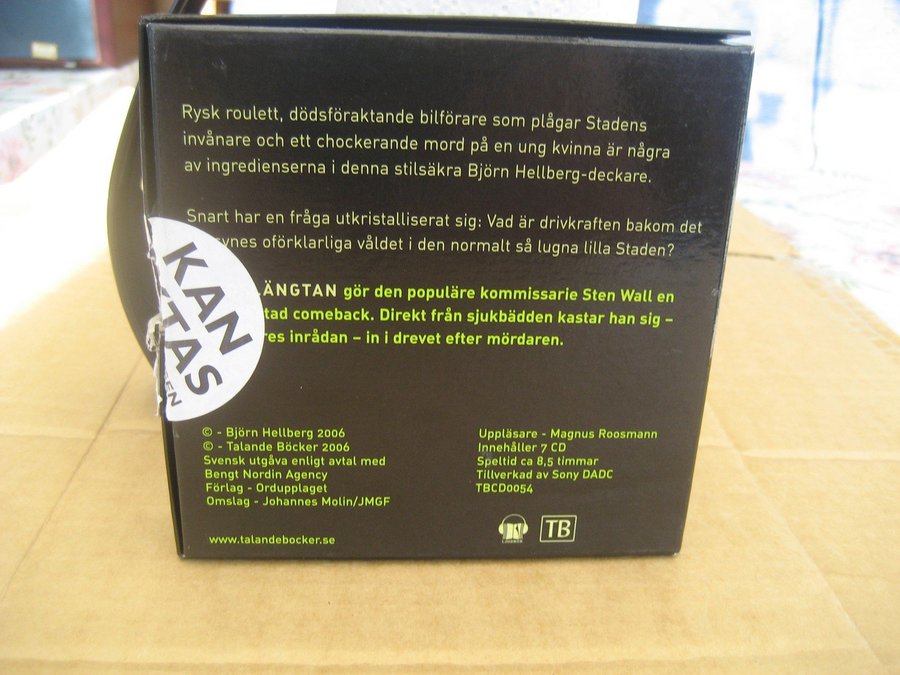 Rysk roulett, dödsföraktande bilförare som plågar Stadens
invånare och ett chockerande mord på en ung kvinna är några
av ingredienserna i denna stilsäkra Björn Hellberg-deckare.
Snart har en fråga utkristalliserat sig: Vad är drivkraften bakom det
synes oförklarliga våldet i den normalt så lugna lilla Staden?
LÄNGTAN gör den populäre kommissarie Sten Wall en
tad comeback. Direkt från sjukbädden kastar han sig –
res inrådan – in i drevet efter mördaren.
KAN
TAS
© - Björn Hellberg 2006
© - Talande Böcker 2006
Svensk utgåva enligt avtal med
Bengt Nordin Agency
Förlag - Ordupplaget
Omslag - Johannes Molin/JMGF
www.talandebocker.se
Uppläsare - Magnus Roosmann
Innehåller 7 CD
Speltid ca 8,5 timmar
Tillverkad av Sony DADC
TBCD0054
TB